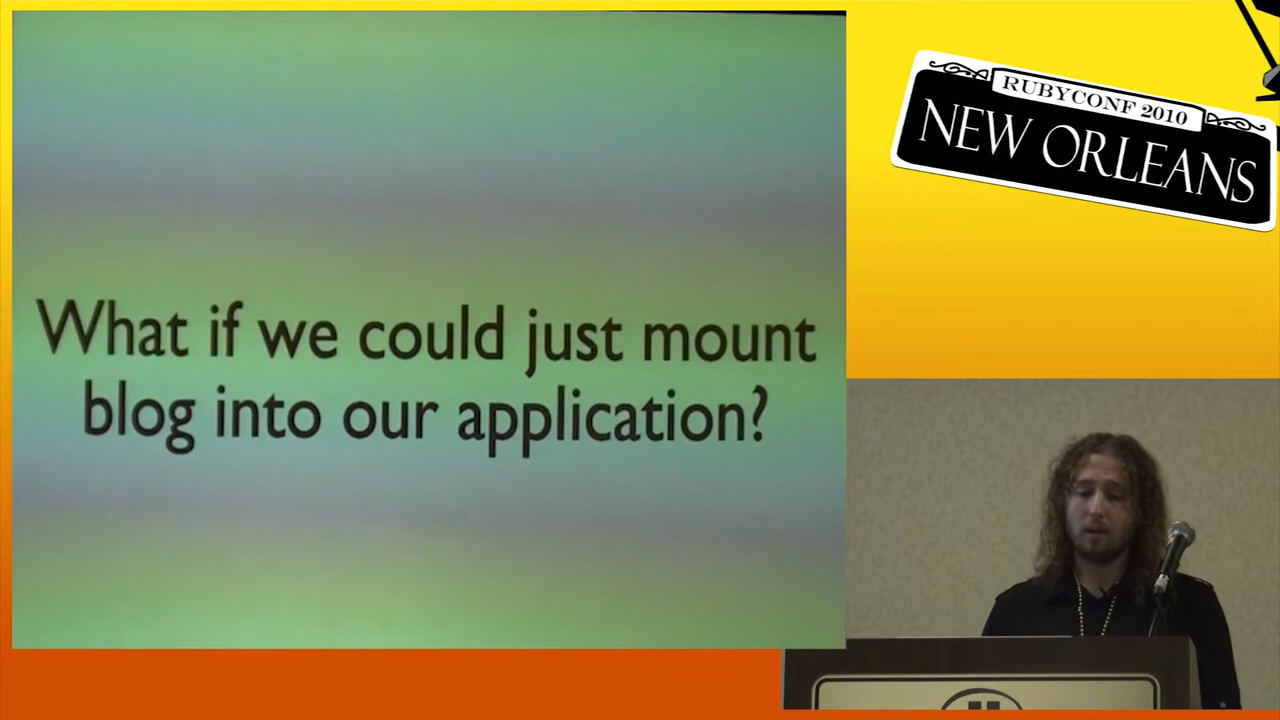 What if we could just mount
blog into our application?
RUBYCONF 2010
NEW ORLEANS